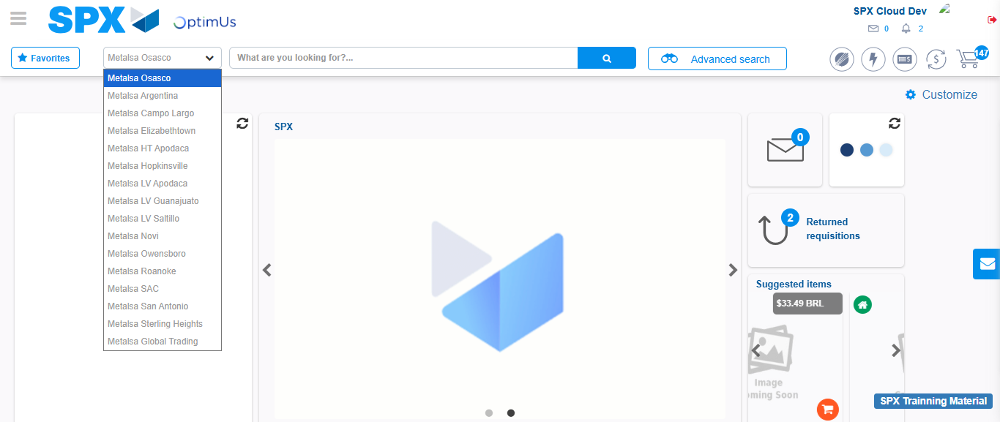 SPX
OptimUs
SPX Cloud Dev
0
2
Favorites
Metalsa Osasco
What are you looking for?...
Advanced search
$
$
147
Metalsa Osasco
Metalsa Argentina
Metalsa Campo Largo
Metalsa Elizabethtown
Metalsa HT Apodaca
Metalsa Hopkinsville
Metalsa LV Apodaca
Metalsa LV Guanajuato
Metalsa LV Saltillo
Metalsa Novi
Metalsa Owensboro
Metalsa Roanoke
Metalsa SAC
Metalsa San Antonio
Metalsa Sterling Heights
Metalsa Global Trading
Customize
SPX
0
2
Returned
requisitions
Suggested items
$33.49 BRL
Image
oming Soon
SPX Trainning Material